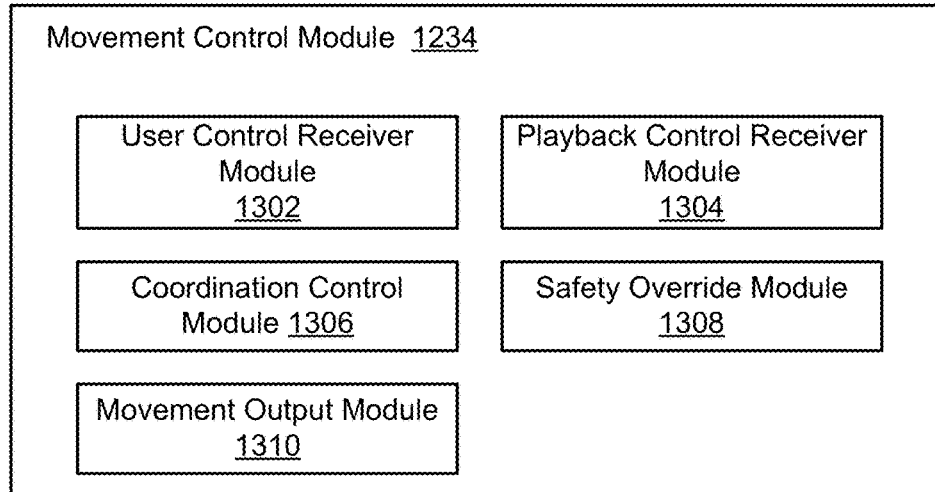 Movement Control Module 1234
User Control Receiver
Module
1302
Playback Control Receiver
Module
1304
Coordination Control
Module 1306
Safety Override Module
1308
Movement Output Module
1310